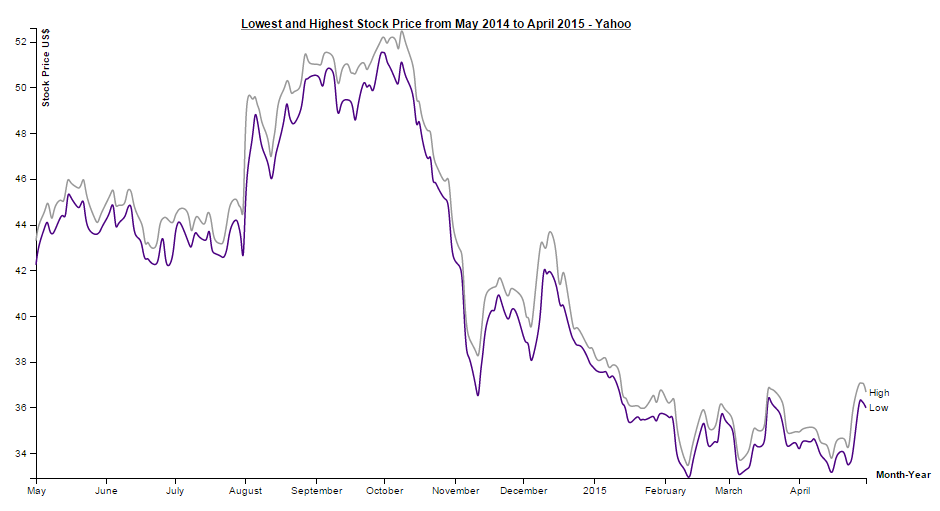 Lowest and Highest Stock Price from May 2014 to April 2015 - Yahoo
Stock Price US$
52
50
48
46
44
42
40
38
36
34
High
Low
Month-Year
May June July August September October November December 2015 February March April